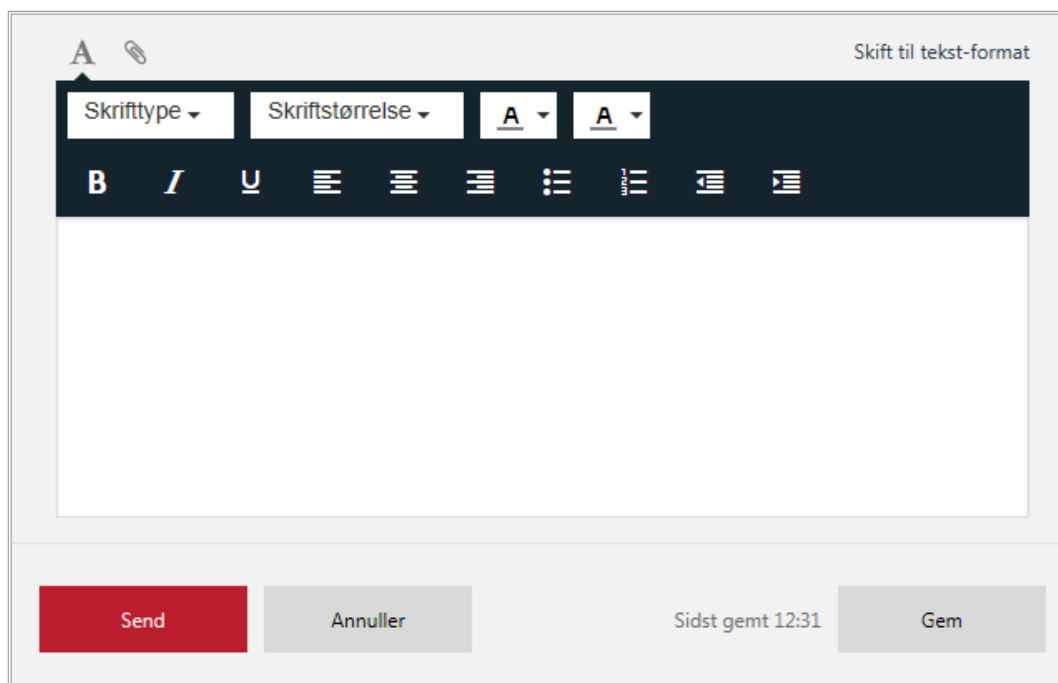 A Skift til tekst-format
Skrifttype Skriftstørrelse A A
B I U
Send Annuller Sidst gemt 12:31 Gem